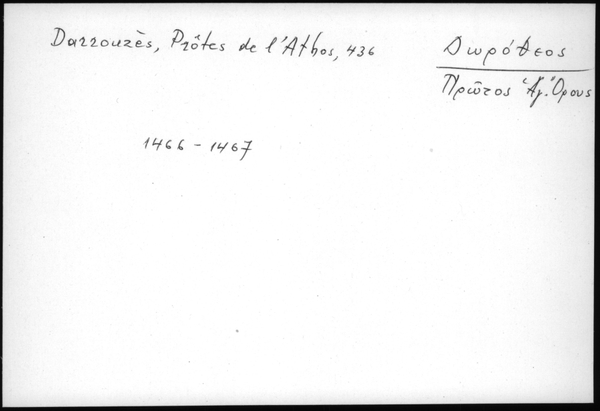 Darrouzès, Prôtes de l'Athos, 436
Δωρόθεος
Πρῶτος Ἁγ. Ὄρους
1466 - 1467